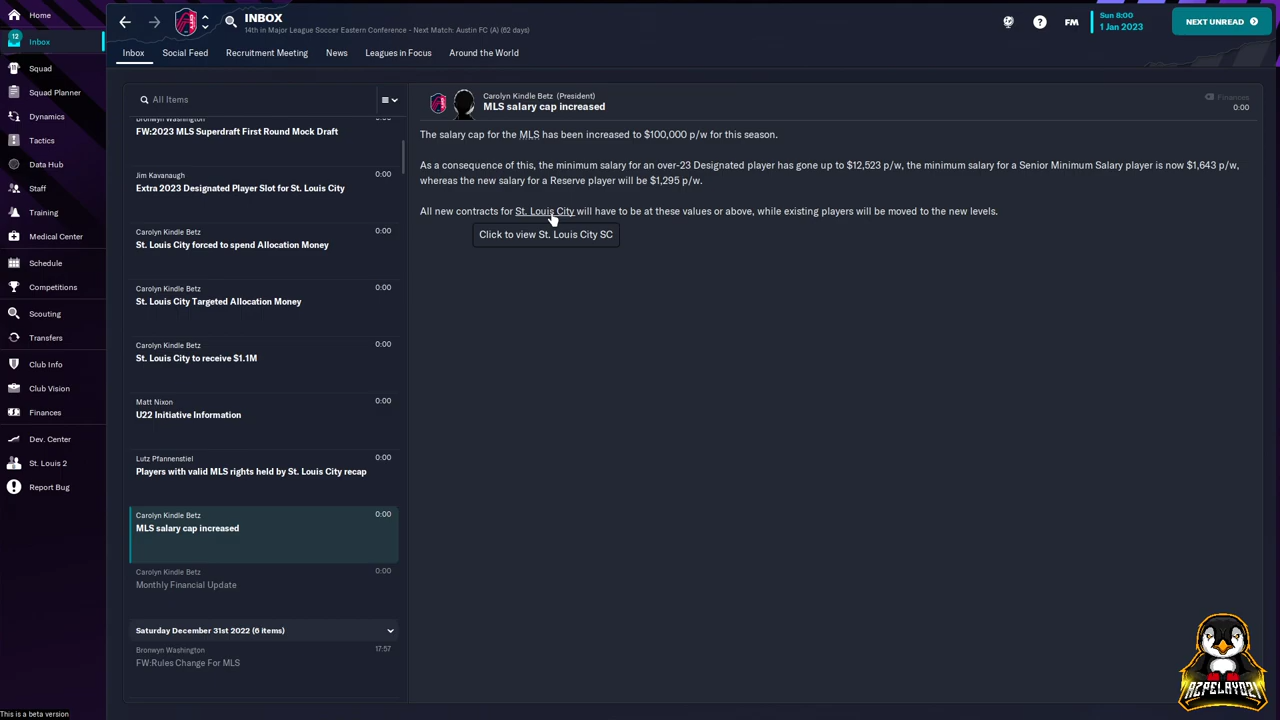 Home
INBOX
14th in Major League Soccer Eastern Conference - Next Match: Austin FC (A) (62 days)
FM
Sun 8:00
1 Jan 2023
NEXT UNREAD
12
Inbox
Squad
Squad Planner
Dynamics
Tactics
Data Hub
Staff
Training
Medical Center
Schedule
Competitions
Scouting
Transfers
Club Info
Club Vision
Finances
Dev. Center
St. Louis 2
Report Bug
This is a beta version
Inbox
Social Feed
Recruitment Meeting
News
Leagues in Focus
Around the World
All Items
Bronwyn Washington
FW:2023 MLS Superdraft First Round Mock Draft
Jim Kavanaugh 0:00
Extra 2023 Designated Player Slot for St. Louis City
Carolyn Kindle Betz 0:00
St. Louis City forced to spend Allocation Money
Carolyn Kindle Betz 0:00
St. Louis City Targeted Allocation Money
Carolyn Kindle Betz 0:00
St. Louis City to receive $1.1M
Matt Nixon 0:00
U22 Initiative Information
Lutz Pfannenstiel 0:00
Players with valid MLS rights held by St. Louis City recap
Carolyn Kindle Betz 0:00
MLS salary cap increased
Carolyn Kindle Betz 0:00
Monthly Financial Update
Saturday December 31st 2022 (6 items)
Bronwyn Washington 17:57
FW:Rules Change For MLS
Carolyn Kindle Betz (President)
MLS salary cap increased
Finances
0:00
The salary cap for the MLS has been increased to $100,000 p/w for this season.
As a consequence of this, the minimum salary for an over-23 Designated player has gone up to $12,523 p/w, the minimum salary for a Senior Minimum Salary player is now $1,643 p/w,
whereas the new salary for a Reserve player will be $1,295 p/w.
All new contracts for St. Louis City will have to be at these values or above, while existing players will be moved to the new levels.
Click to view St. Louis City SC
AZPELAYO21